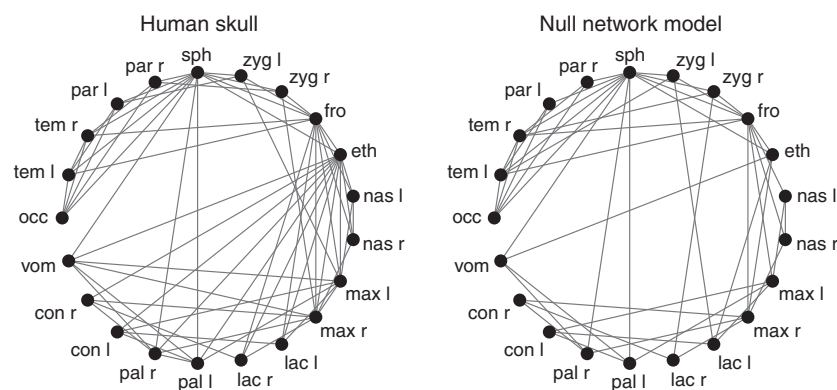 Human skull
sph
zyg l
zyg r
fro
eth
nas l
nas r
max l
max r
lac l
lac r
pal l
pal r
con l
con r
vom
occ
tem l
tem r
par l
par r
Null network model
sph
zyg l
zyg r
fro
eth
nas l
nas r
max l
max r
lac l
lac r
pal l
pal r
con l
con r
vom
occ
tem l
tem r
par l
par r